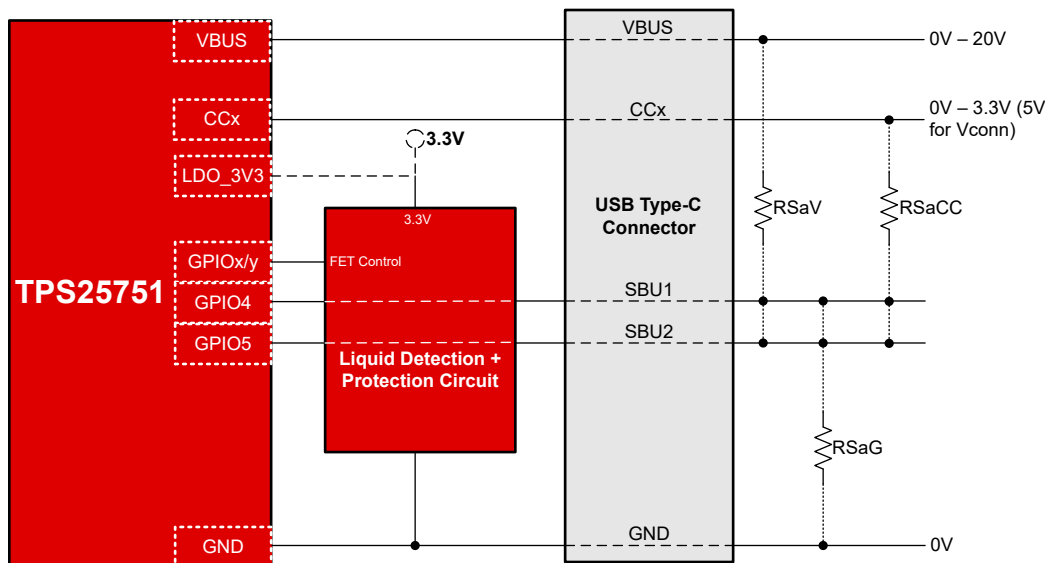 VBUS
CCx
LDO_3V3
GPIOx/y
GPIO4
GPIO5
GND
TPS25751
3.3V
3.3V
FET Control
Liquid Detection +
Protection Circuit
VBUS
CCx
USB Type-C
Connector
SBU1
SBU2
GND
0V – 20V
0V – 3.3V (5V
for Vconn)
RSaV
RSaCC
RSaG
0V